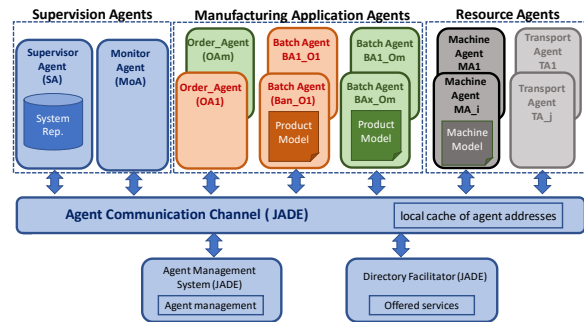 Supervision Agents
Manufacturing Application Agents
Resource Agents
Supervisor
Agent
(SA)
System
Rep.
Monitor
Agent
(MoA)
Order_Agent
(OAm)
Order_Agent
(OA1)
Batch Agent
BA1_O1
Batch Agent
(Ban_O1)
Product
Model
Batch Agent
BA1_Om
Batch Agent
BAx_Om
Product
Model
Machine
Agent
MA1
Machine
Agent
MA_i
Machine
Model
Transport
Agent
TA1
Transport
Agent
TA_j
Agent Communication Channel ( JADE)
local cache of agent addresses
Agent Management
System (JADE)
Agent management
Directory Facilitator (JADE)
Offered services